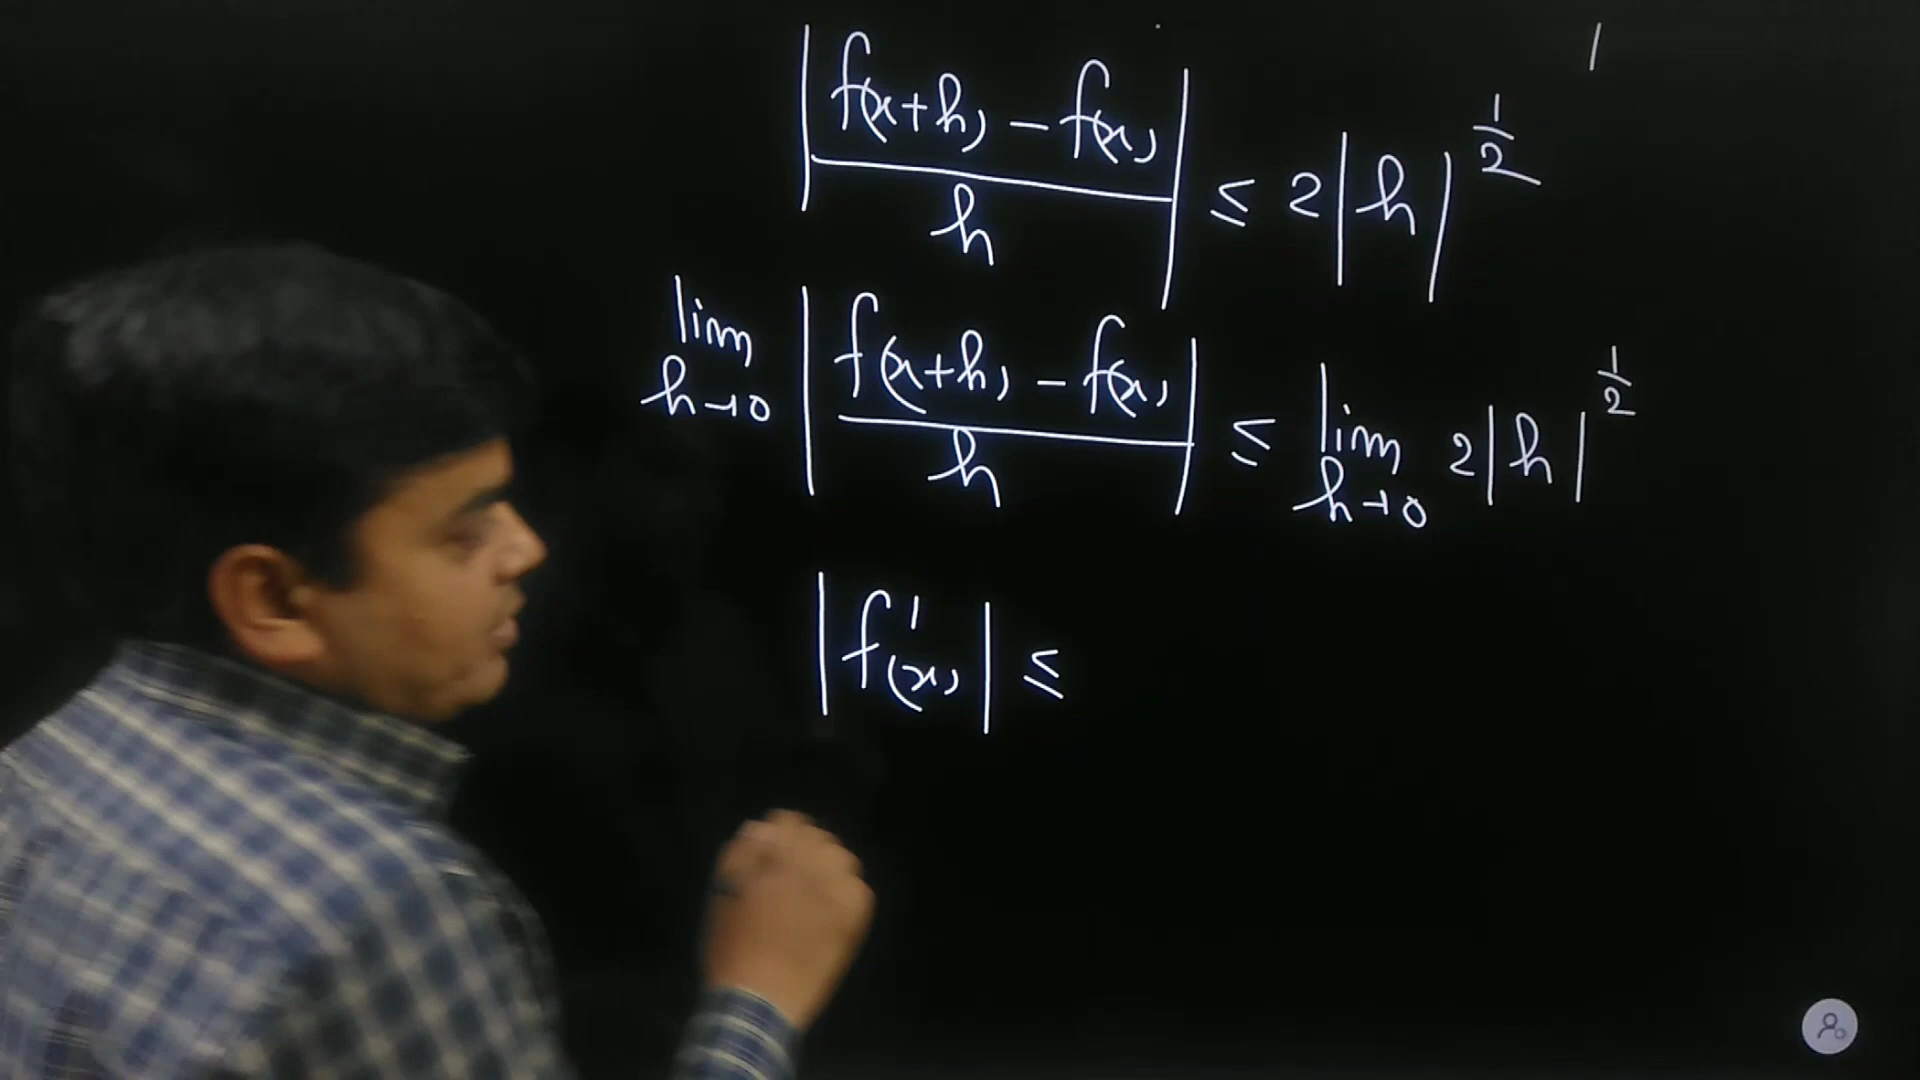 |f(x+h) - f(x) / h| ≤ 2|h|^1/2
lim h→0 |f(x+h) - f(x) / h| ≤ lim h→0 2|h|^1/2
|f'(x)| ≤